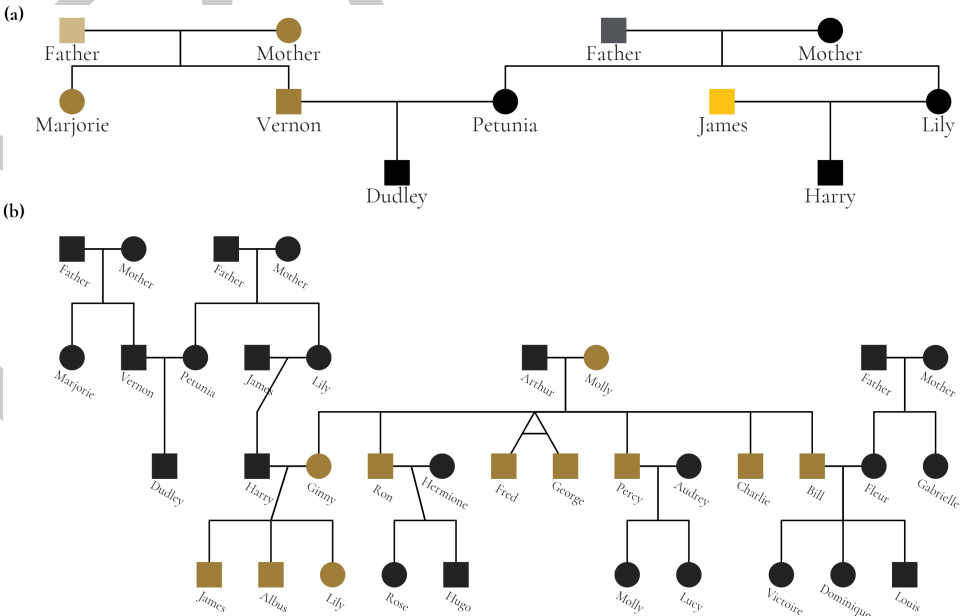 (a)
Father Mother Father Mother
Marjorie Vernon Petunia James Lily
Dudley Harry
(b)
Father Mother Father Mother
Marjorie Vernon Petunia James Lily Arthur Molly Father Mother
Dudley Harry Ginny Ron Hermione Fred George Percy Audrey Charlie Bill Fleur Gabrielle
James Albus Lily Rose Hugo Molly Lucy Victoire Dominique Louis